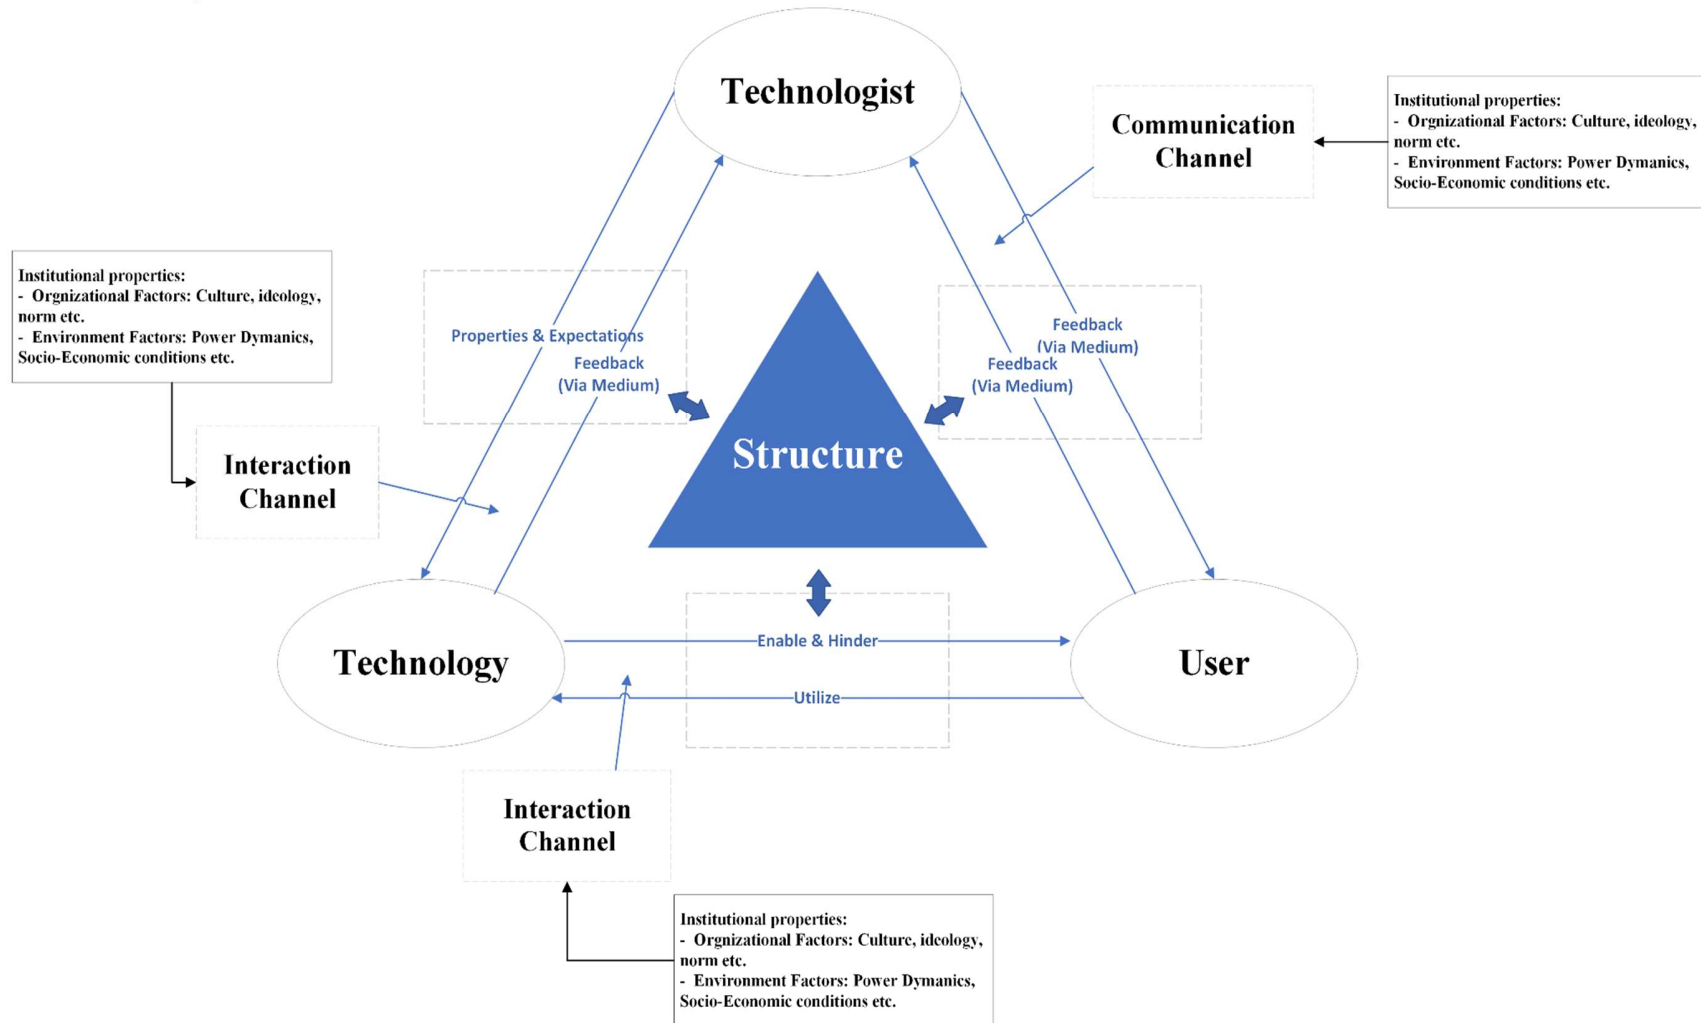 Technologist
Communication
Channel
Institutional properties:
- Orgnizational Factors: Culture, ideology,
norm etc.
- Environment Factors: Power Dymanics,
Socio-Economic conditions etc.
Institutional properties:
- Orgnizational Factors: Culture, ideology,
norm etc.
- Environment Factors: Power Dymanics,
Socio-Economic conditions etc.
Properties & Expectations
Feedback
(Via Medium)
Feedback
(Via Medium)
Feedback
(Via Medium)
Structure
Interaction
Channel
Technology
Enable & Hinder
Utilize
User
Interaction
Channel
Institutional properties:
- Orgnizational Factors: Culture, ideology,
norm etc.
- Environment Factors: Power Dymanics,
Socio-Economic conditions etc.